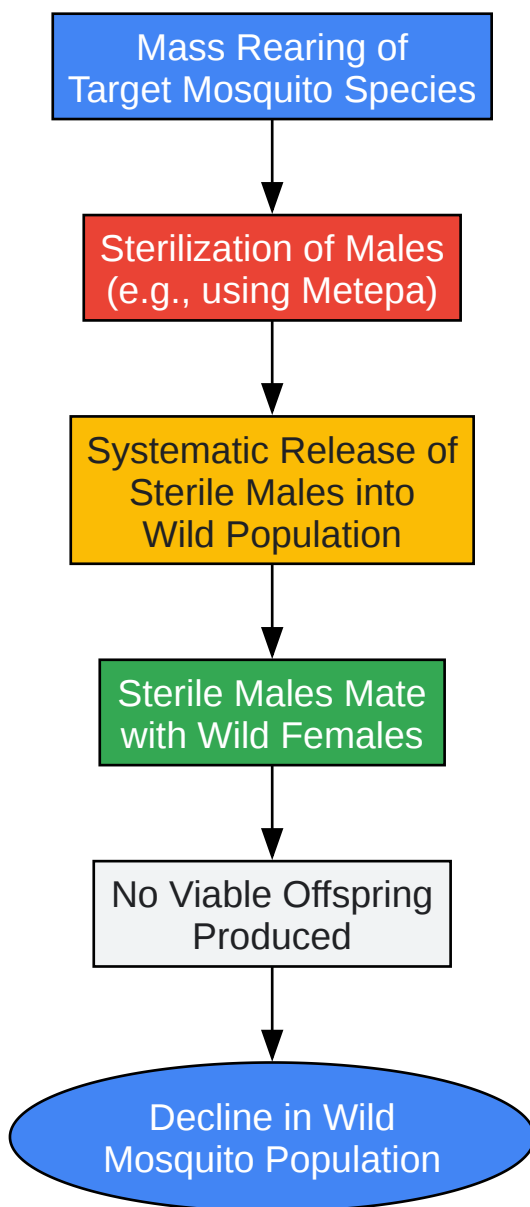 Mass Rearing of
Target Mosquito Species
Sterilization of Males
(e.g., using Metepa)
Systematic Release of
Sterile Males into
Wild Population
Sterile Males Mate
with Wild Females
No Viable Offspring
Produced
Decline in Wild
Mosquito Population